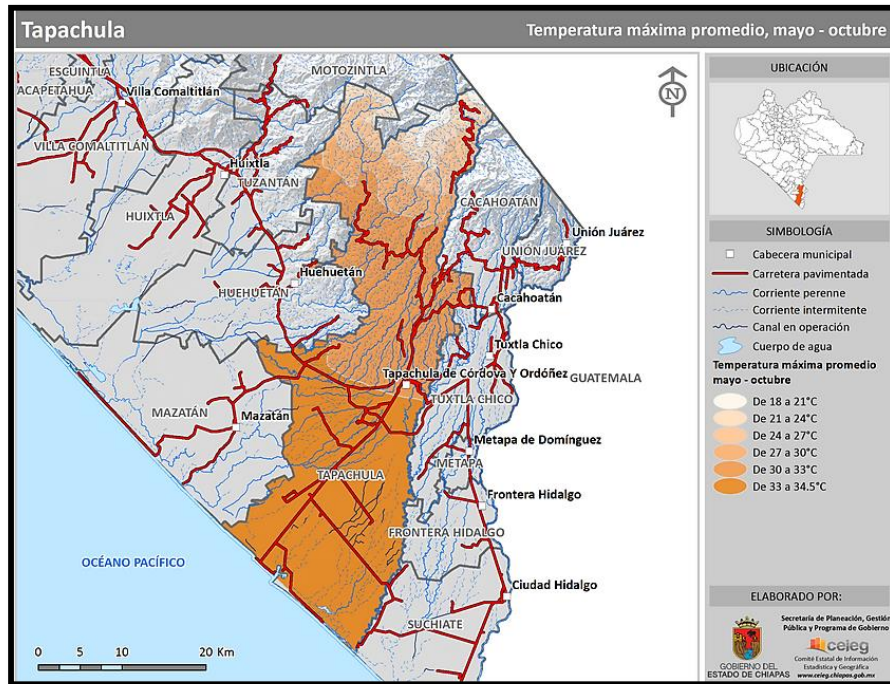 Tapachula
Temperatura máxima promedio, mayo - octubre
ESCUINTLA
MOTOZINTLA
ACAPETAHUA
Villa Comaltitlán
N
VILLA COMALTITLÁN
Huixtla
TUZANTÁN
HUIXTLA
CACAHOATÁN
Unión Juárez
UNIÓN JUÁREZ
Huehuetán
HUEHUETÁN
Cacahoatán
Tuxtla Chico
Tapachula de Córdova Y Ordóñez
GUATEMALA
TUXTLA CHICO
MAZATÁN
Mazatán
Metapa de Domínguez
METAPA
TAPACHULA
Frontera Hidalgo
FRONTERA HIDALGO
OCÉANO PACÍFICO
Ciudad Hidalgo
SUCHIATE
0 10 20 Km
UBICACIÓN
SIMBOLOGÍA
Cabecera municipal
Carretera pavimentada
Corriente perenne
Corriente intermitente
Canal en operación
Cuerpo de agua
Temperatura máxima promedio
mayo - octubre
De 18 a 21°C
De 21 a 24°C
De 24 a 27°C
De 27 a 30°C
De 30 a 33°C
De 33 a 34.5°C
ELABORADO POR:
GOBIERNO DEL
ESTADO DE CHIAPAS
Secretaría de Planeación, Gestión
Pública y Programa de Gobierno
ceieg
Comité Estatal de Información
Estadística y Geográfica
www.ceieg.chiapas.gob.mx